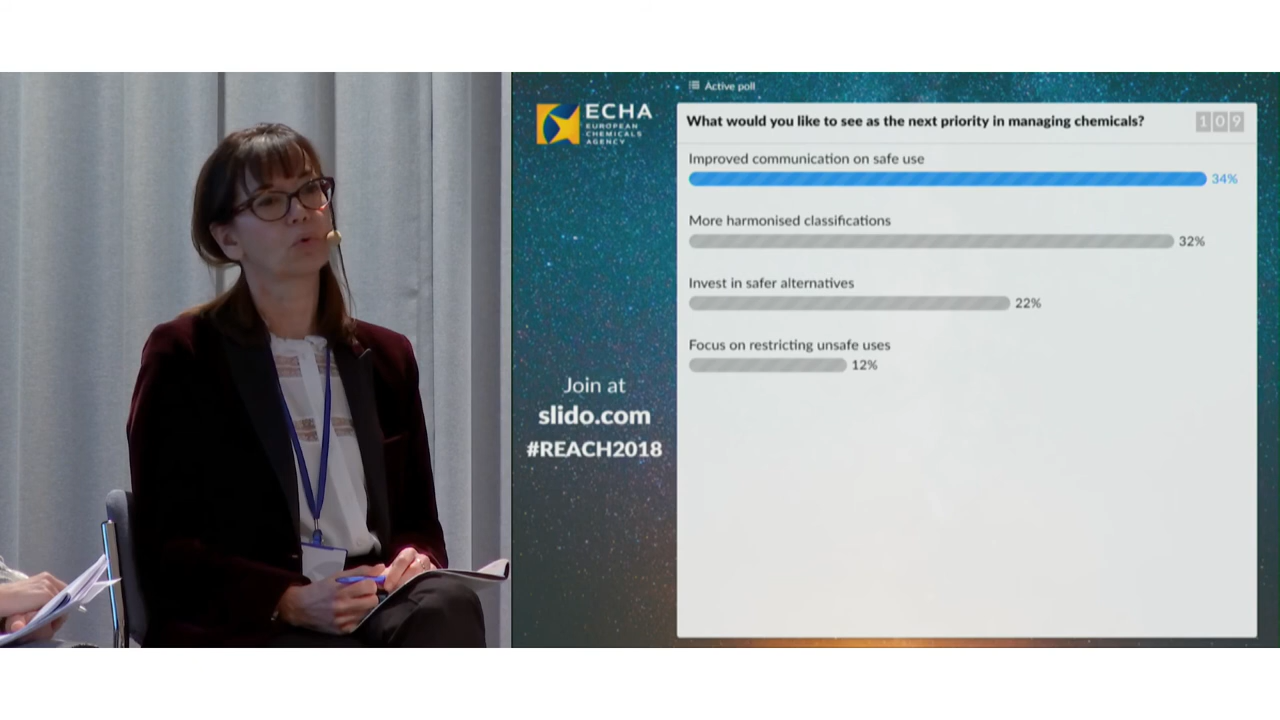 Active poll
ECHA
EUROPEAN
CHEMICALS
AGENCY
What would you like to see as the next priority in managing chemicals?
109
Improved communication on safe use
34%
More harmonised classifications
32%
Invest in safer alternatives
22%
Focus on restricting unsafe uses
12%
Join at
slido.com
#REACH2018